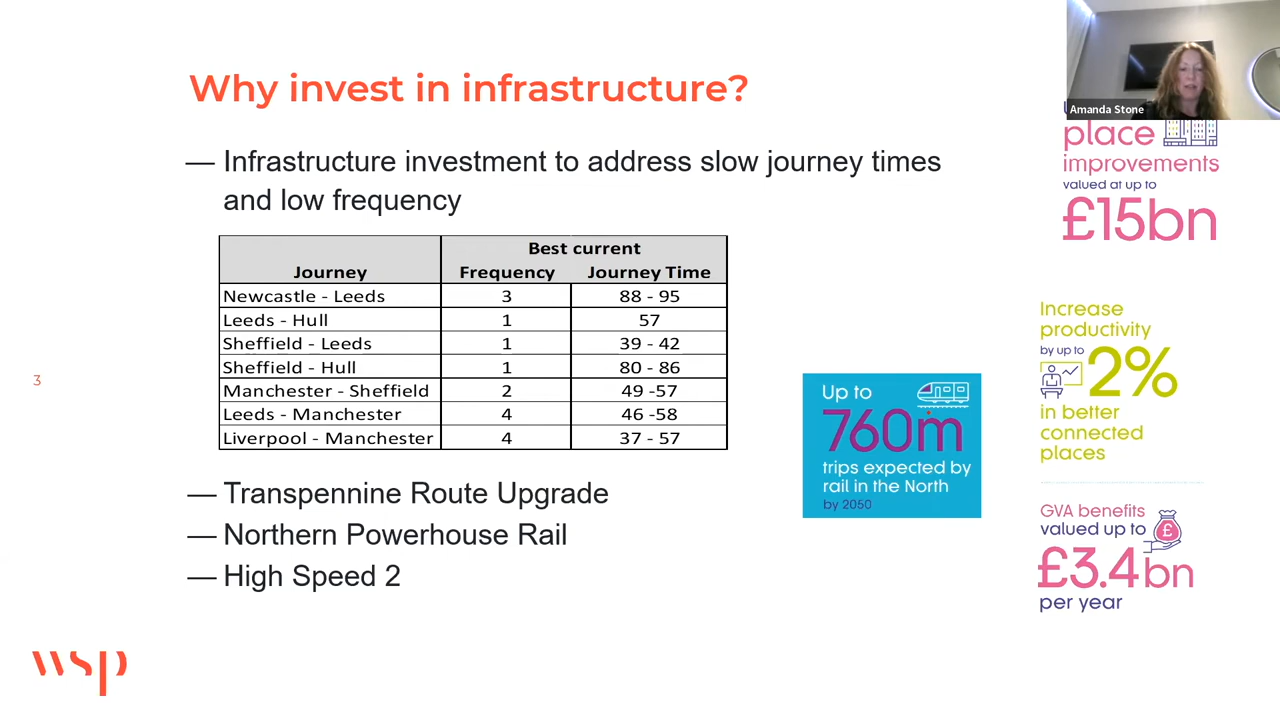 Why invest in infrastructure?
— Infrastructure investment to address slow journey times
and low frequency
Best current
Journey Frequency Journey Time
Newcastle - Leeds 3 88 - 95
Leeds - Hull 1 57
Sheffield - Leeds 1 39 - 42
Sheffield - Hull 1 80 - 86
Manchester - Sheffield 2 49 -57
Leeds - Manchester 4 46 -58
Liverpool - Manchester 4 37 - 57
— Transpennine Route Upgrade
— Northern Powerhouse Rail
— High Speed 2
3
wsp
Up to
760m
trips expected by
rail in the North
by 2050
Amanda Stone
place
improvements
valued at up to
£15bn
Increase
productivity
by up to
2%
in better
connected
places
GVA benefits
valued up to
£
£3.4bn
per year